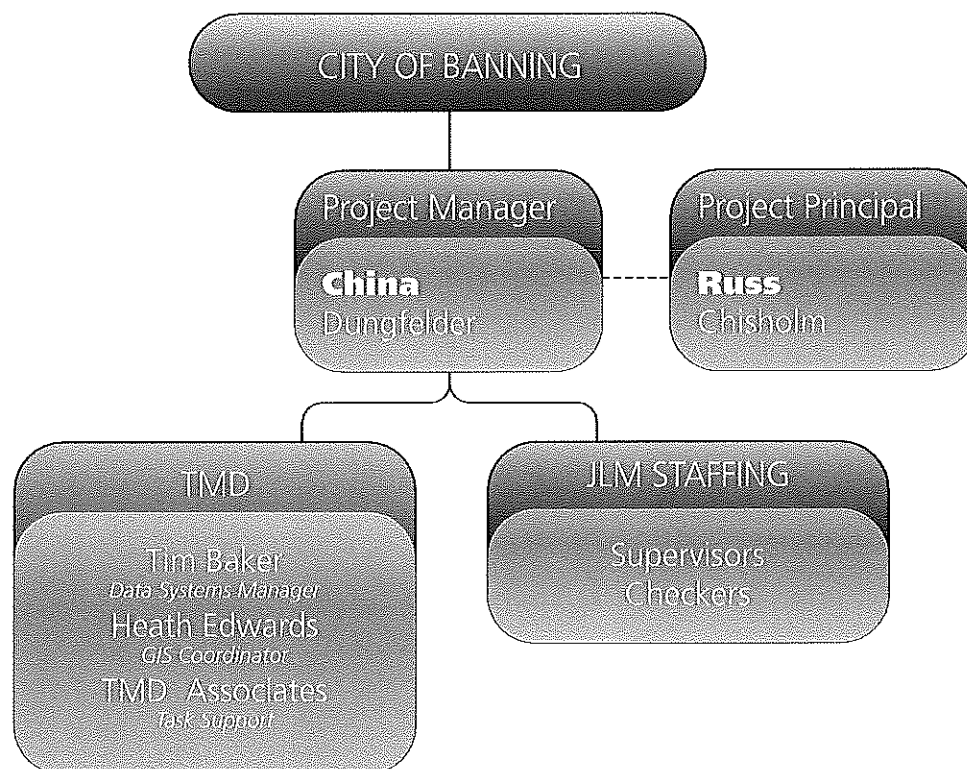 CITY OF BANNING
Project Manager
China
Dungfelder
Project Principal
Russ
Chisholm
TMD
Tim Baker
Data Systems Manager
Heath Edwards
GIS Coordinator
TMD Associates
Task Support
JLM STAFFING
Supervisors
Checkers